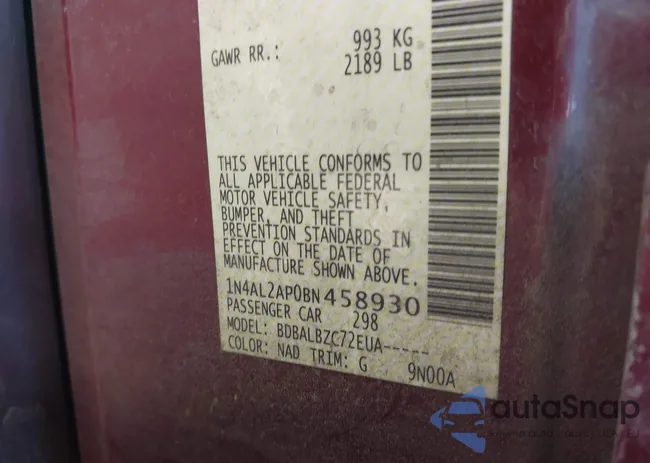 GAWR RR.: 993 KG
2189 LB
THIS VEHICLE CONFORMS TO
ALL APPLICABLE FEDERAL
MOTOR VEHICLE SAFETY,
BUMPER, AND THEFT
PREVENTION STANDARDS IN
EFFECT ON THE DATE OF
MANUFACTURE SHOWN ABOVE.
1N4AL2AP0BN458930
PASSENGER CAR 298
MODEL: BDBALBZC72EUA-----
COLOR: NAD TRIM: G 9N00A
autaSnap